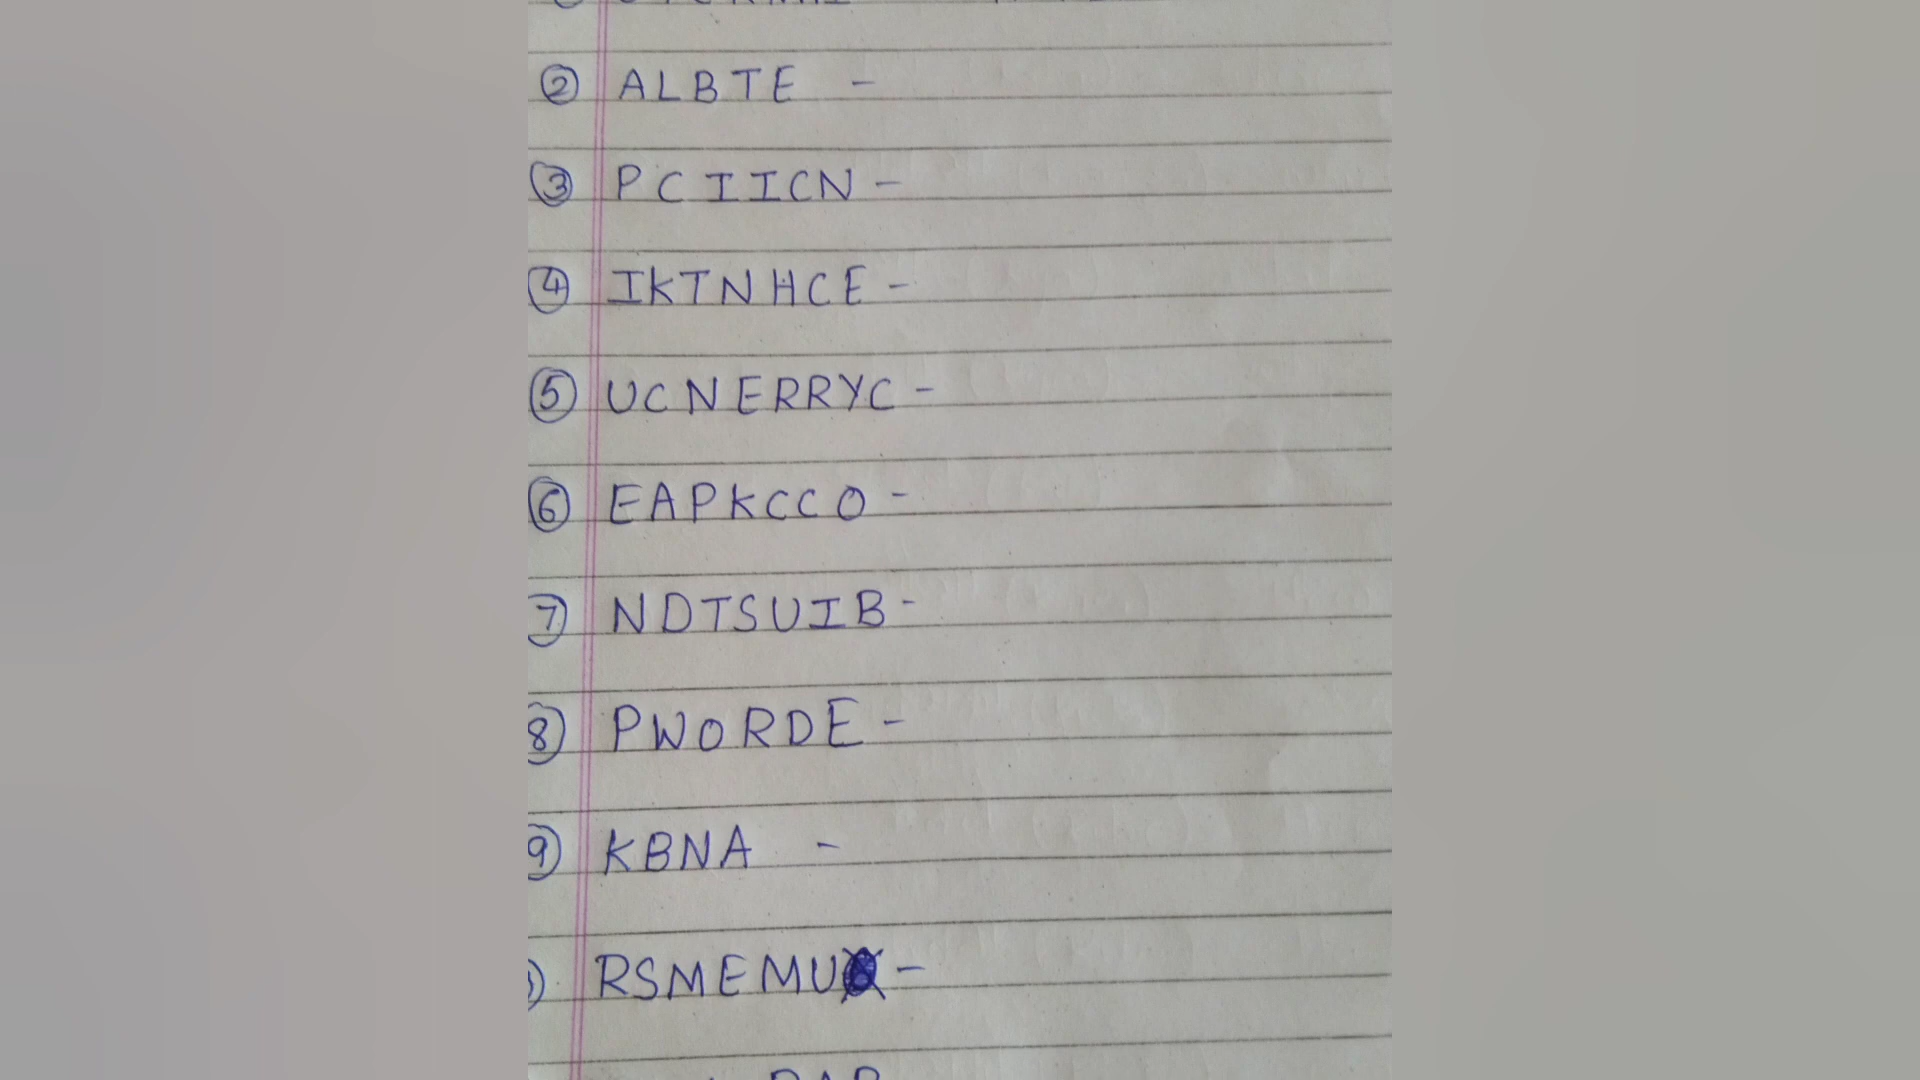 2 ALBTE -
3 PCIICN -
4 IKTNHCE -
5 UCNERRYC -
6 EAPKCCO -
7 NDTSUIB -
8 PWORDE -
9 KBNA -
RSMEMU -